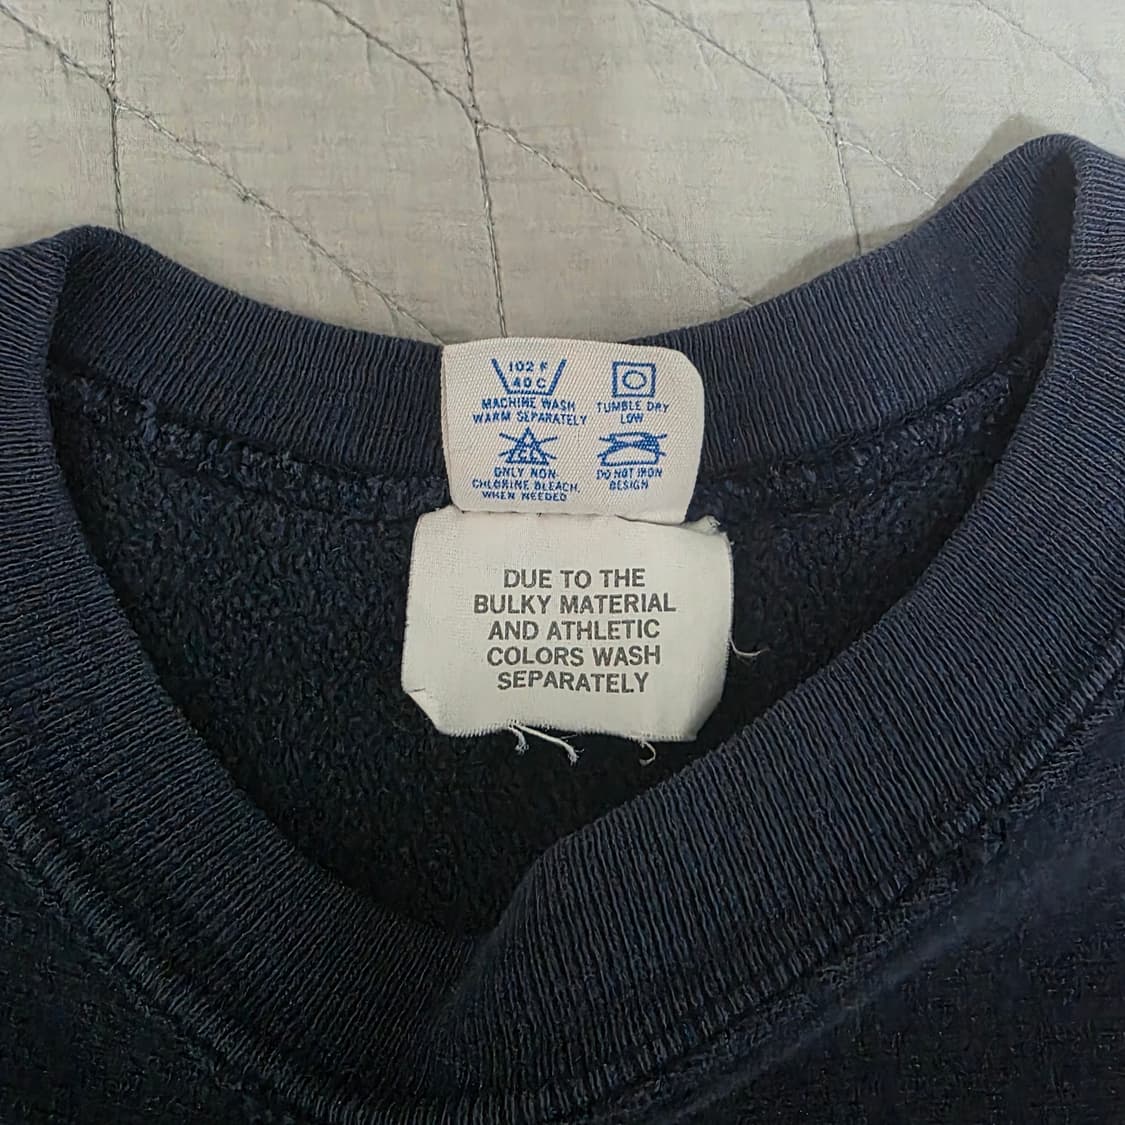 102 F
40 C
MACHINE WASH
WARM SEPARATELY
TUMBLE DRY
LOW
CL
ONLY NON-
CHLORINE BLEACH,
WHEN NEEDED
DO NOT IRON
DESIGN
DUE TO THE
BULKY MATERIAL
AND ATHLETIC
COLORS WASH
SEPARATELY